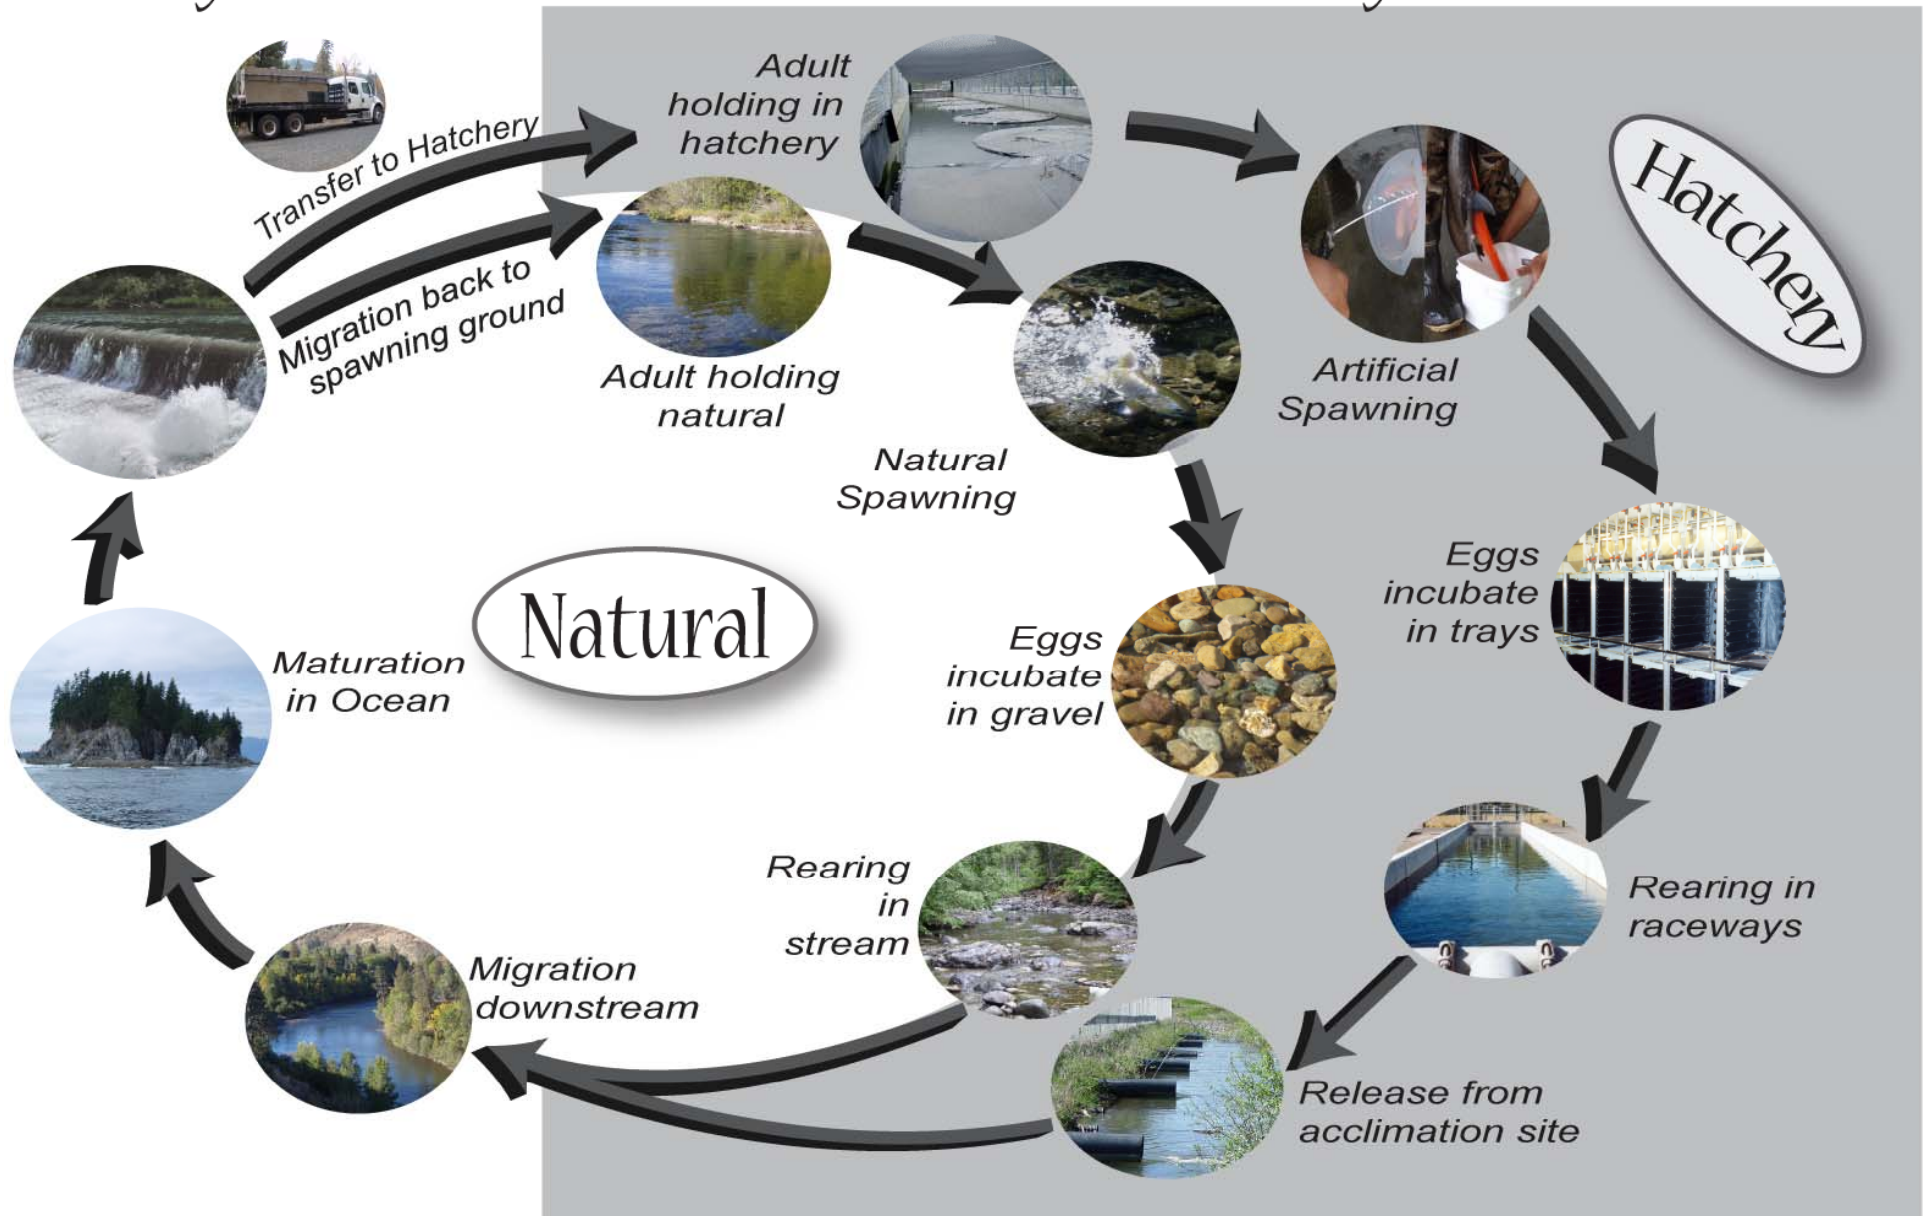 Adult
holding in
hatchery
Transfer to Hatchery
Migration back to
spawning ground
Adult holding
natural
Hatchery
Artificial
Spawning
Natural
Spawning
Eggs
incubate
in trays
Natural
Eggs
incubate
in gravel
Maturation
in Ocean
Rearing
in
stream
Rearing in
raceways
Migration
downstream
Release from
acclimation site